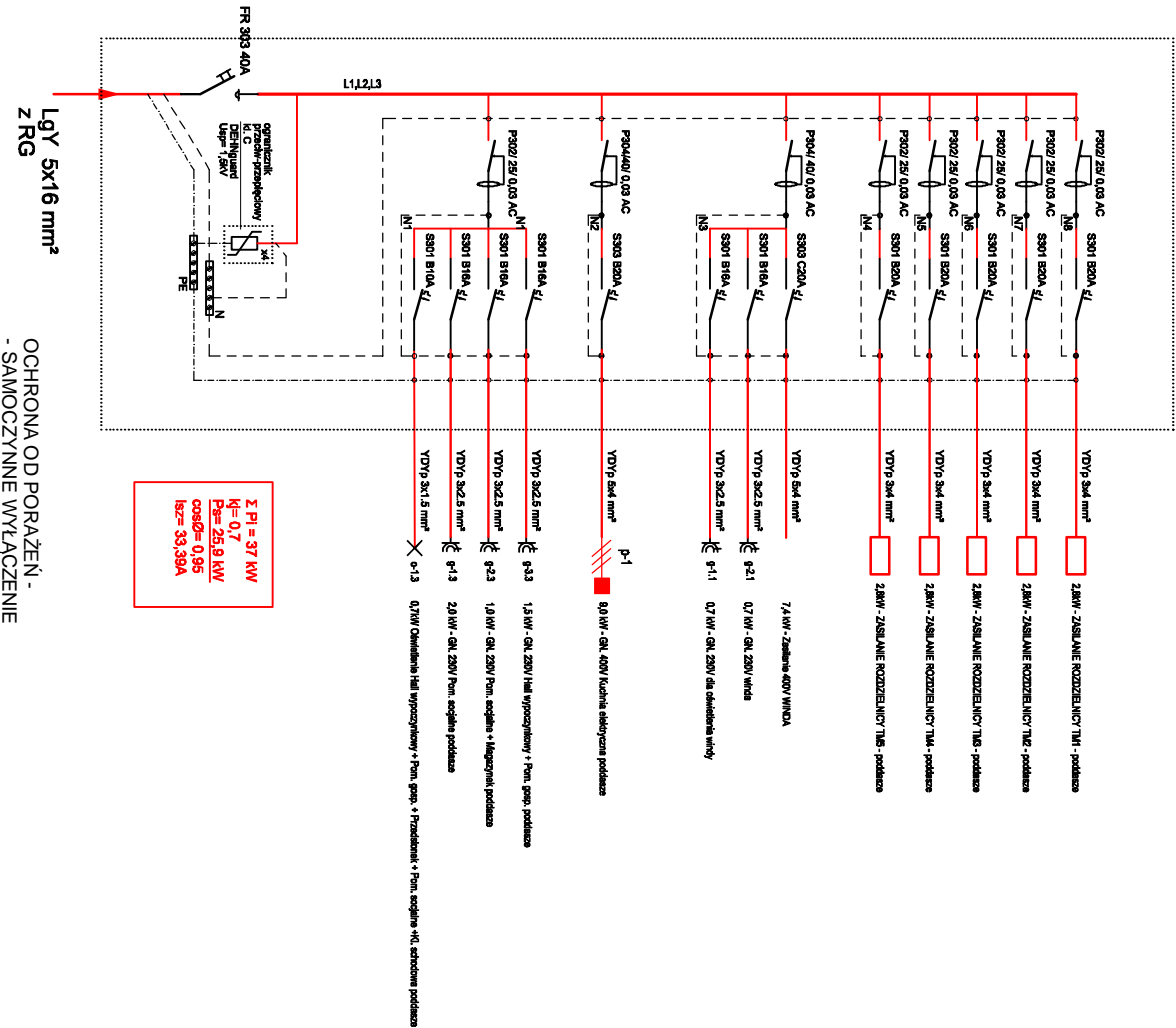 FR 303 40A
L1,L2,L3
LgY 5x16 mm²
z RG
ogranicznik
przeciw-przepięciowy
kl. C
DEHNguard
Usp= 1,5kV
x4
PE
N
P302/ 25/ 0,03 AC
N1
N1
S301 B10A
S301 B16A
S301 B16A
S301 B16A
P304/40/ 0,03 AC
N2
S303 B20A
P304/ 40/ 0,03 AC
N3
S301 B16A
S301 B16A
S303 C20A
P302/ 25/ 0,03 AC
N4
S301 B20A
P302/ 25/ 0,03 AC
N5
S301 B20A
P302/ 25/ 0,03 AC
N6
S301 B20A
P302/ 25/ 0,03 AC
N7
S301 B20A
P302/ 25/ 0,03 AC
N8
S301 B20A
YDYp 3x1.5 mm²
o-1.3
0,7kW Oświetlenie Hall wypoczynkowy + Pom. gosp. + Przedsionek + Pom. socjalne +Kl. schodowa poddasze
YDYp 3x2.5 mm²
g-1.3
2,0 kW - GN. 230V Pom. socjalne poddasze
YDYp 3x2.5 mm²
g-2.3
1,0 kW - GN. 230V Pom. socjalne + Magazynek poddasze
YDYp 3x2.5 mm²
g-3.3
1,5 kW - GN. 230V Hall wypoczynkowy + Pom. gosp. poddasze
YDYp 5x4 mm²
p-1
9,0 kW - GN. 400V Kuchnia elektryczna poddasze
YDYp 3x2.5 mm²
g-1.1
0,7 kW - GN. 230V dla oświetlenia windy
YDYp 3x2.5 mm²
g-2.1
0,7 kW - GN. 230V winda
YDYp 5x4 mm²
7,4 kW - Zasilanie 400V WINDA
YDYp 3x4 mm²
2,8kW - ZASILANIE ROZDZIELNICY TM5 - poddasze
YDYp 3x4 mm²
2,8kW - ZASILANIE ROZDZIELNICY TM4 - poddasze
YDYp 3x4 mm²
2,8kW - ZASILANIE ROZDZIELNICY TM3 - poddasze
YDYp 3x4 mm²
2,8kW - ZASILANIE ROZDZIELNICY TM2 - poddasze
YDYp 3x4 mm²
2,8kW - ZASILANIE ROZDZIELNICY TM1 - poddasze
Σ Pi = 37 kW
kj= 0,7
Ps= 25,9 kW
cosØ= 0,95
Isz= 33,39A
OCHRONA OD PORAŻEŃ -
- SAMOCZYNNE WYŁĄCZENIE